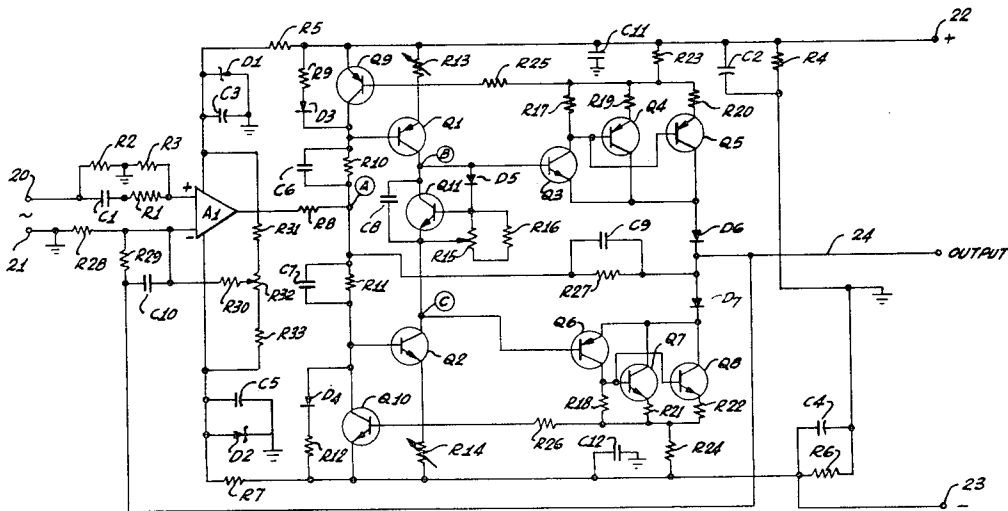 22
+
R5
D1
C3
R9
D3
Q9
R13
C11
R23
C2
R4
R25
R17
R19
Q4
R20
Q5
Q1
B
R2
R3
20
C1
R1
+
A1
-
~
21
R28
R29
C10
R30
R31
R32
R33
C6
R10
A
R8
C8
Q11
D5
R15
R16
Q3
C9
R27
D6
24
OUTPUT
C7
R11
D7
C
Q2
Q6
Q7
Q8
C5
D2
R7
D4
R12
Q10
R14
R26
R18
R21
R22
C12
R24
C4
R6
23
-